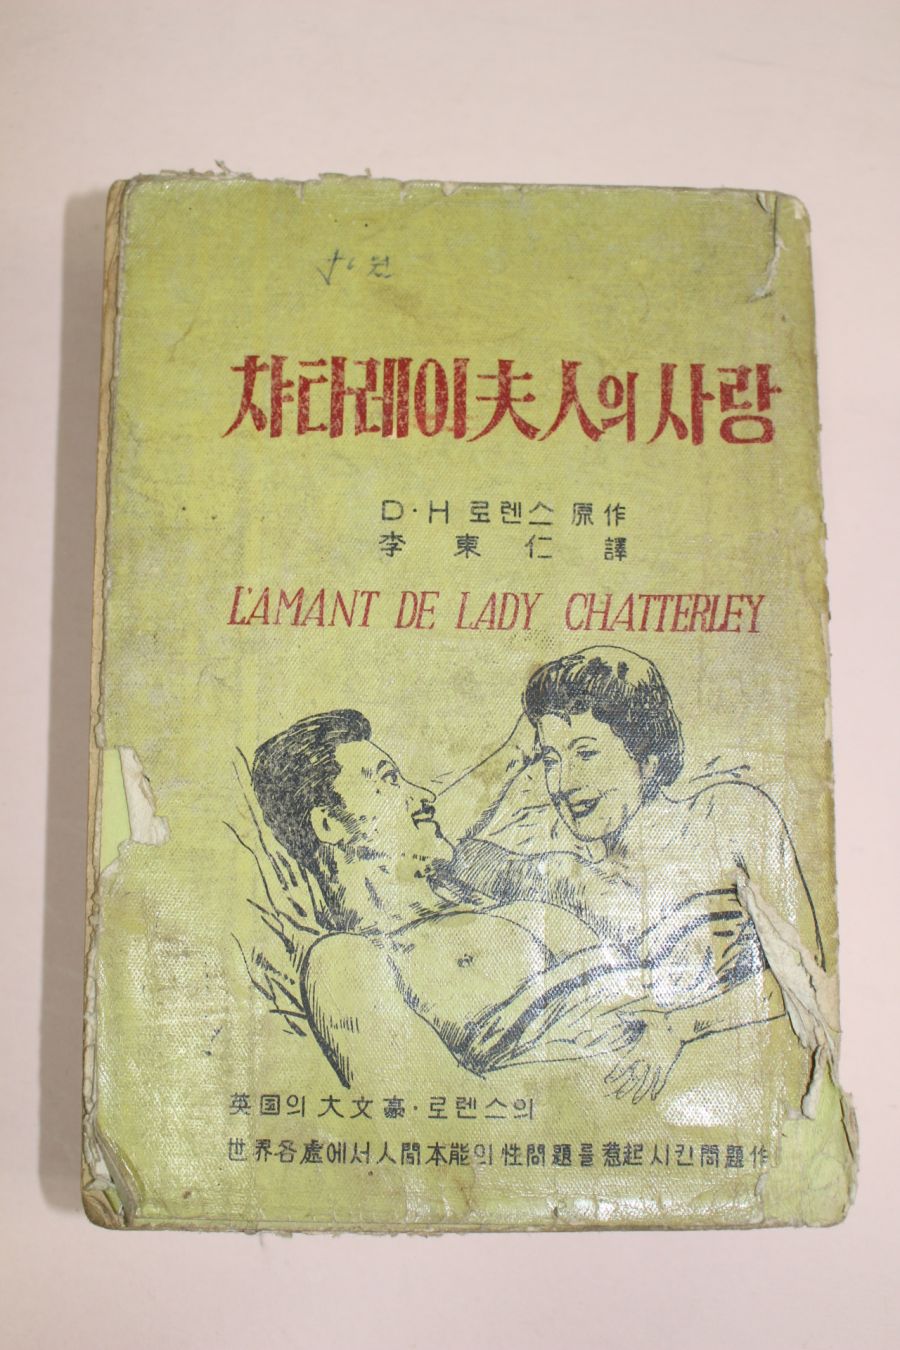 챠타레이夫人의 사랑
D·H 로렌스 原作
李東仁 譯
L'AMANT DE LADY CHATTERLEY
英国의 大文豪·로렌스의
世界各處에서 人間本能의 性問題를 惹起시킨 問題作